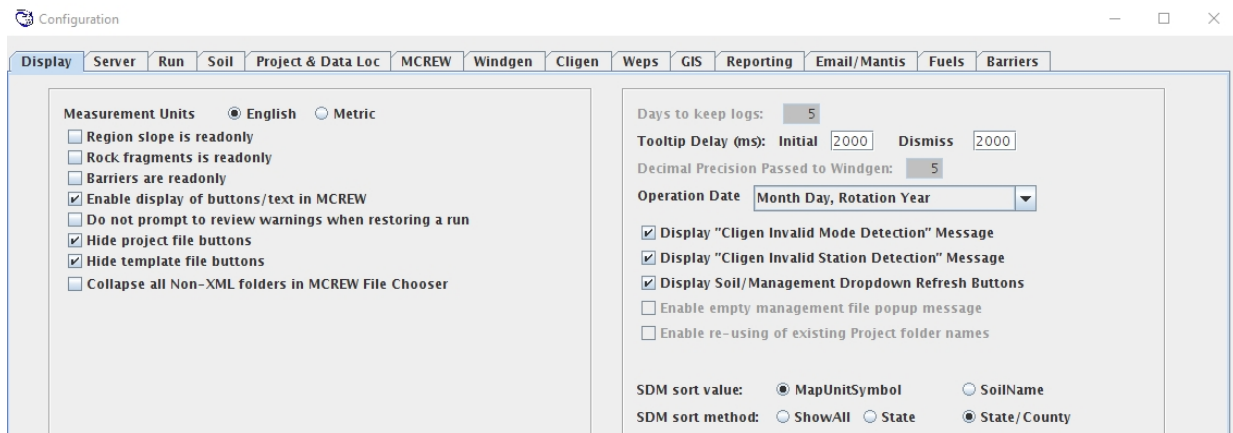 Configuration
Display Server Run Soil Project & Data Loc MCREW Windgen Cligen Weps GIS Reporting Email/Mantis Fuels Barriers
Measurement Units English Metric
Region slope is readonly
Rock fragments is readonly
Barriers are readonly
Enable display of buttons/text in MCREW
Do not prompt to review warnings when restoring a run
Hide project file buttons
Hide template file buttons
Collapse all Non-XML folders in MCREW File Chooser
Days to keep logs: 5
Tooltip Delay (ms): Initial 2000 Dismiss 2000
Decimal Precision Passed to Windgen: 5
Operation Date Month Day, Rotation Year
Display "Cligen Invalid Mode Detection" Message
Display "Cligen Invalid Station Detection" Message
Display Soil/Management Dropdown Refresh Buttons
Enable empty management file popup message
Enable re-using of existing Project folder names
SDM sort value: MapUnitSymbol SoilName
SDM sort method: ShowAll State State/County